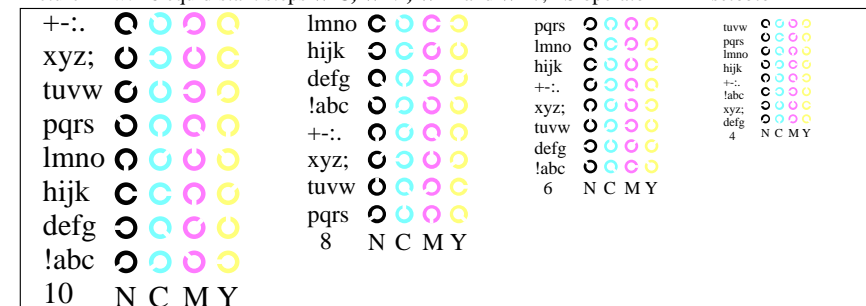 +-:.
xyz;
tuvw
pqrs
lmno
hijk
defg
!abc
10 N C M Y
lmno
hijk
defg
!abc
+-:.
xyz;
tuvw
pqrs
8 N C M Y
pqrs
lmno
hijk
+-:.
xyz;
tuvw
defg
!abc
6 N C M Y
tuvw
pqrs
lmno
hijk
+-:.
!abc
xyz;
defg
4 N C M Y